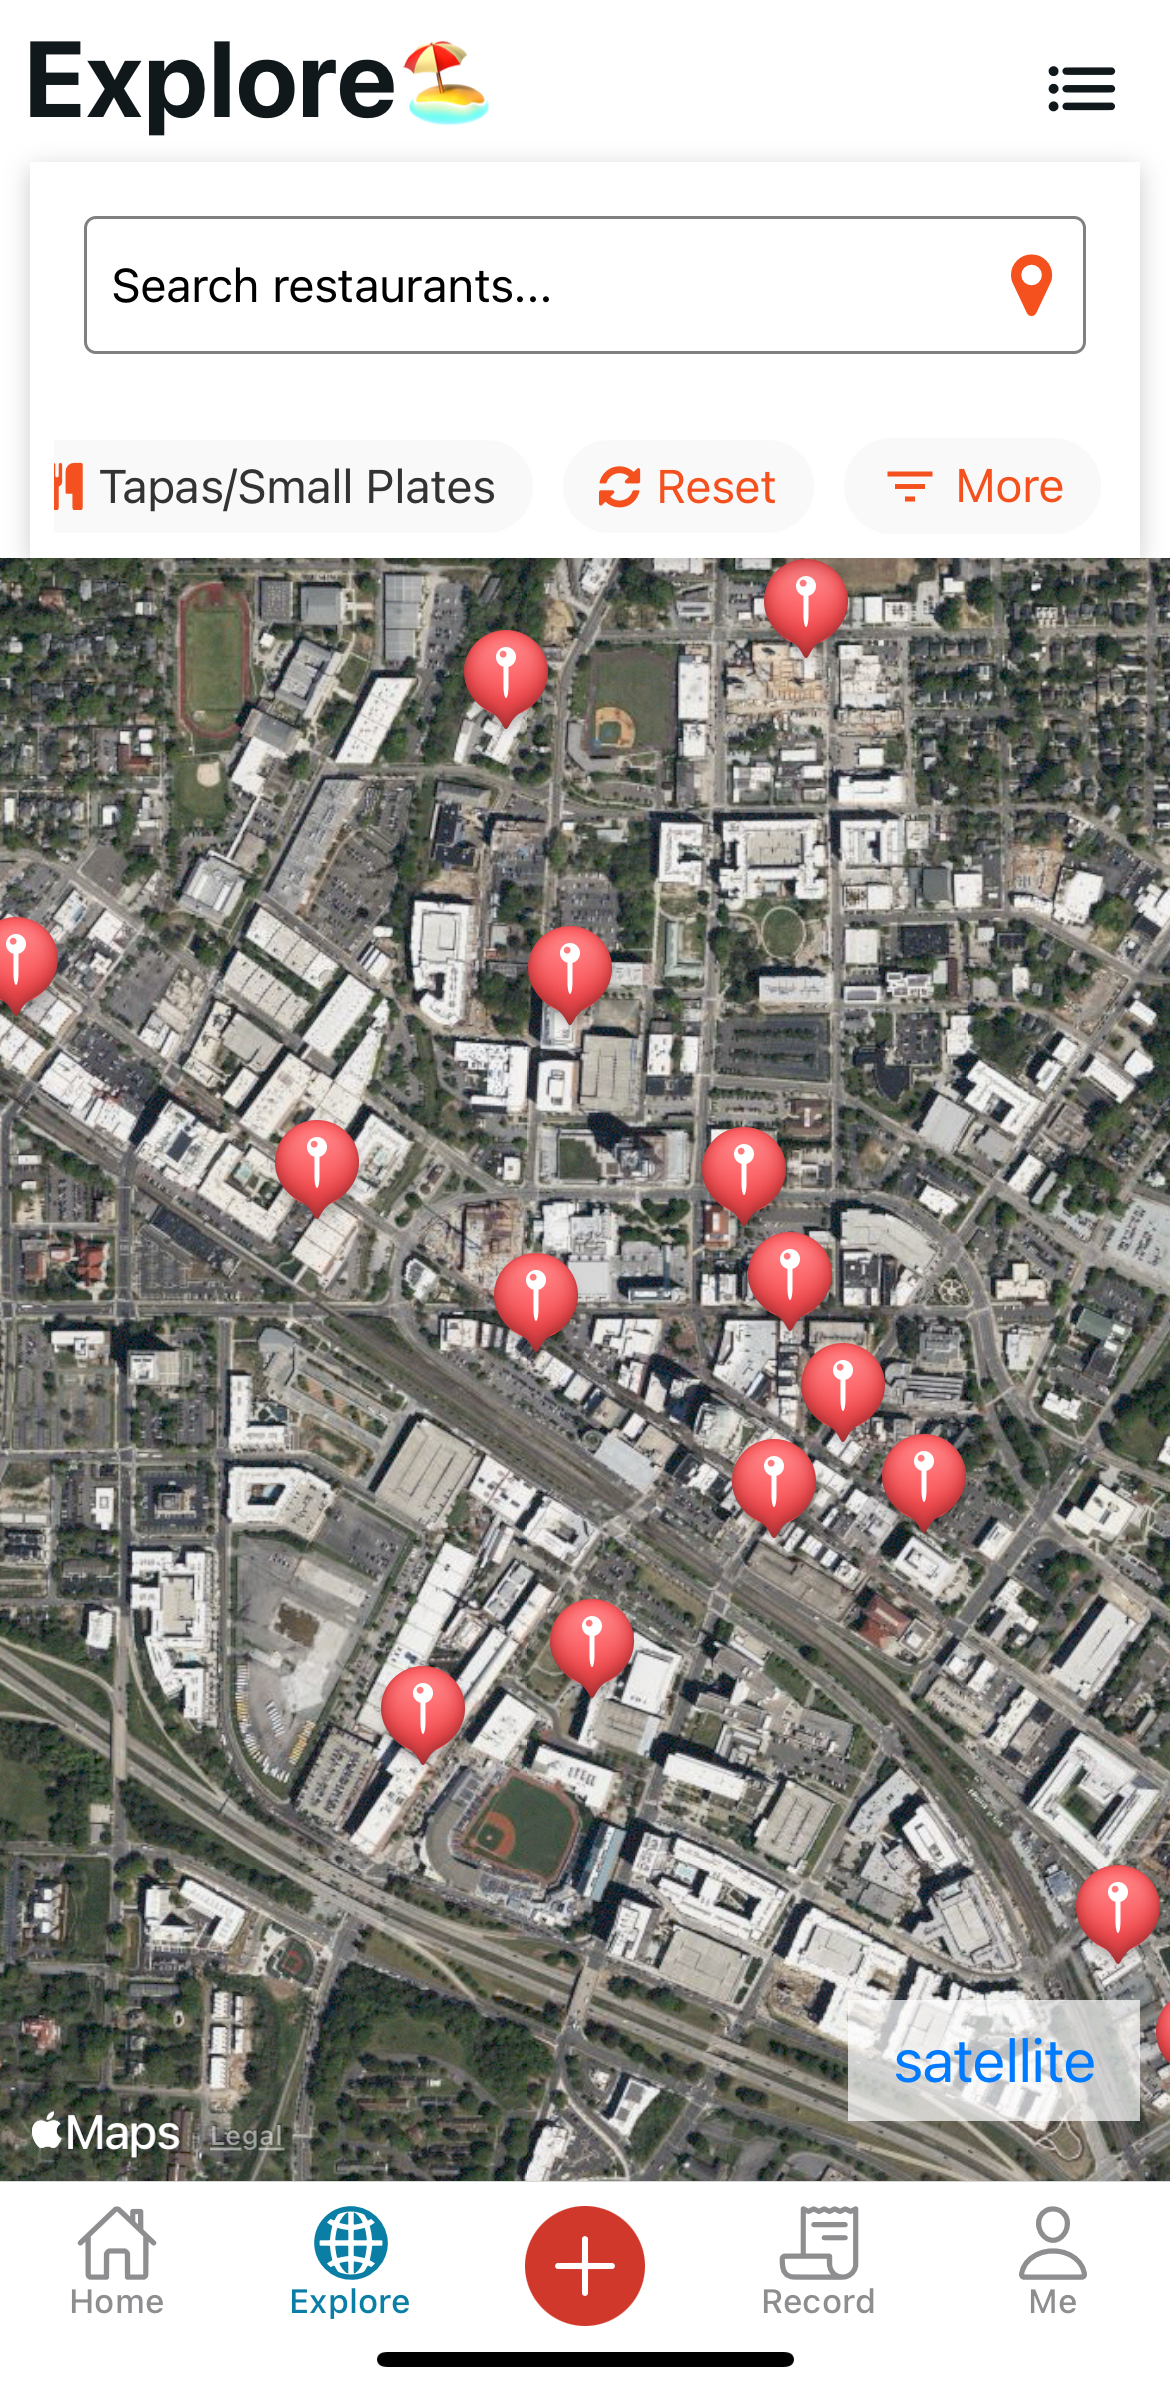 Explore
Search restaurants...
Tapas/Small Plates
Reset
More
satellite
Maps
Legal
Home
Explore
Record
Me